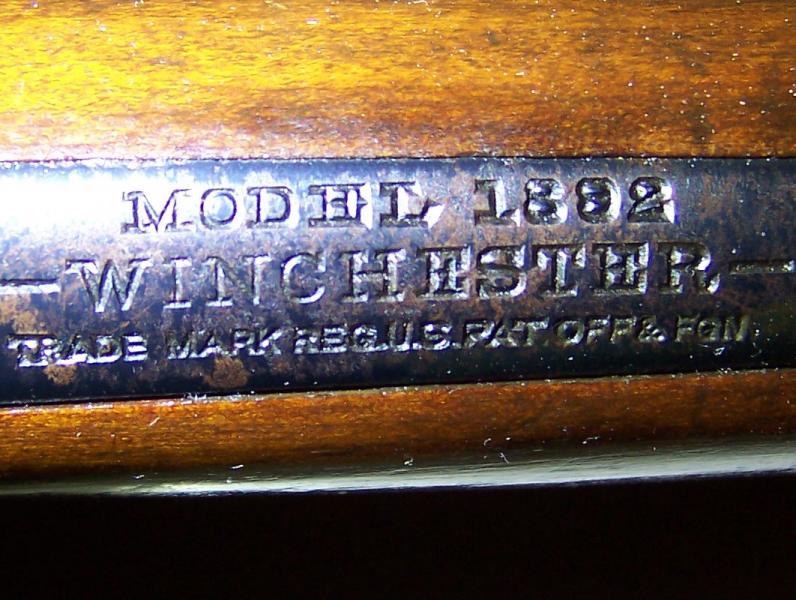 MODEL 1892
—WINCHESTER—
TRADE MARK REG. U.S. PAT OFF & FGN